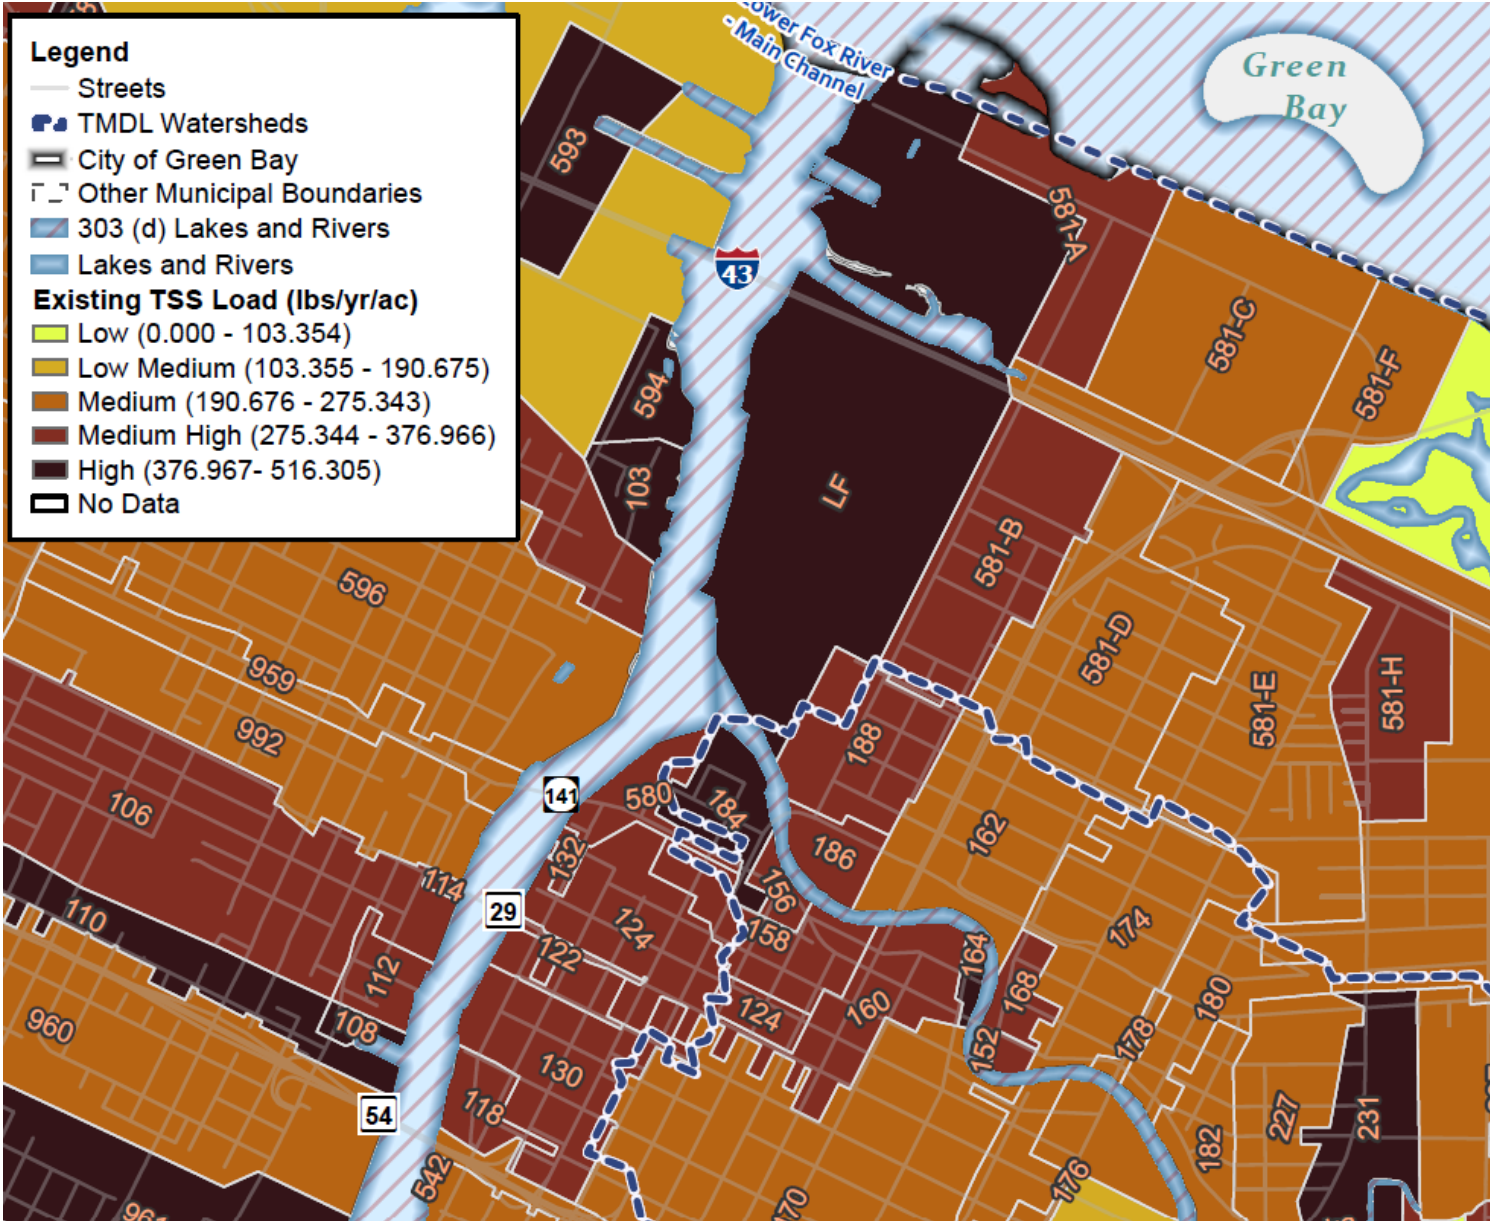 Legend
Streets
TMDL Watersheds
City of Green Bay
Other Municipal Boundaries
303 (d) Lakes and Rivers
Lakes and Rivers
Existing TSS Load (lbs/yr/ac)
Low (0.000 - 103.354)
Low Medium (103.355 - 190.675)
Medium (190.676 - 275.343)
Medium High (275.344 - 376.966)
High (376.967- 516.305)
No Data
Lower Fox River
- Main Channel
Green
Bay
593
43
581-A
581-C
581-F
594
103
LF
581-B
596
581-D
959
581-E
581-H
992
188
141
580
184
106
162
186
132
114
156
29
110
124
158
174
122
164
112
168
180
160
124
960
108
178
152
130
54
118
227
231
182
542
176